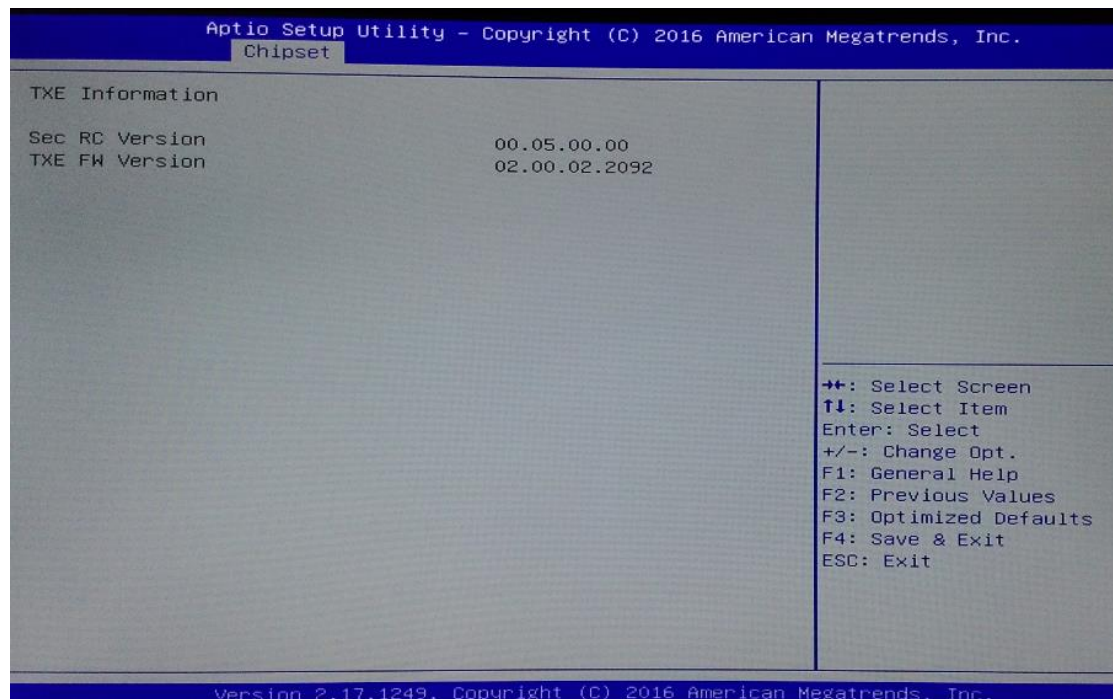 Aptio Setup Utility – Copyright (C) 2016 American Megatrends, Inc.
Chipset
TXE Information
Sec RC Version 00.05.00.00
TXE FW Version 02.00.02.2092
→←: Select Screen
↑↓: Select Item
Enter: Select
+/-: Change Opt.
F1: General Help
F2: Previous Values
F3: Optimized Defaults
F4: Save & Exit
ESC: Exit
Version 2.17.1249. Copyright (C) 2016 American Megatrends, Inc.